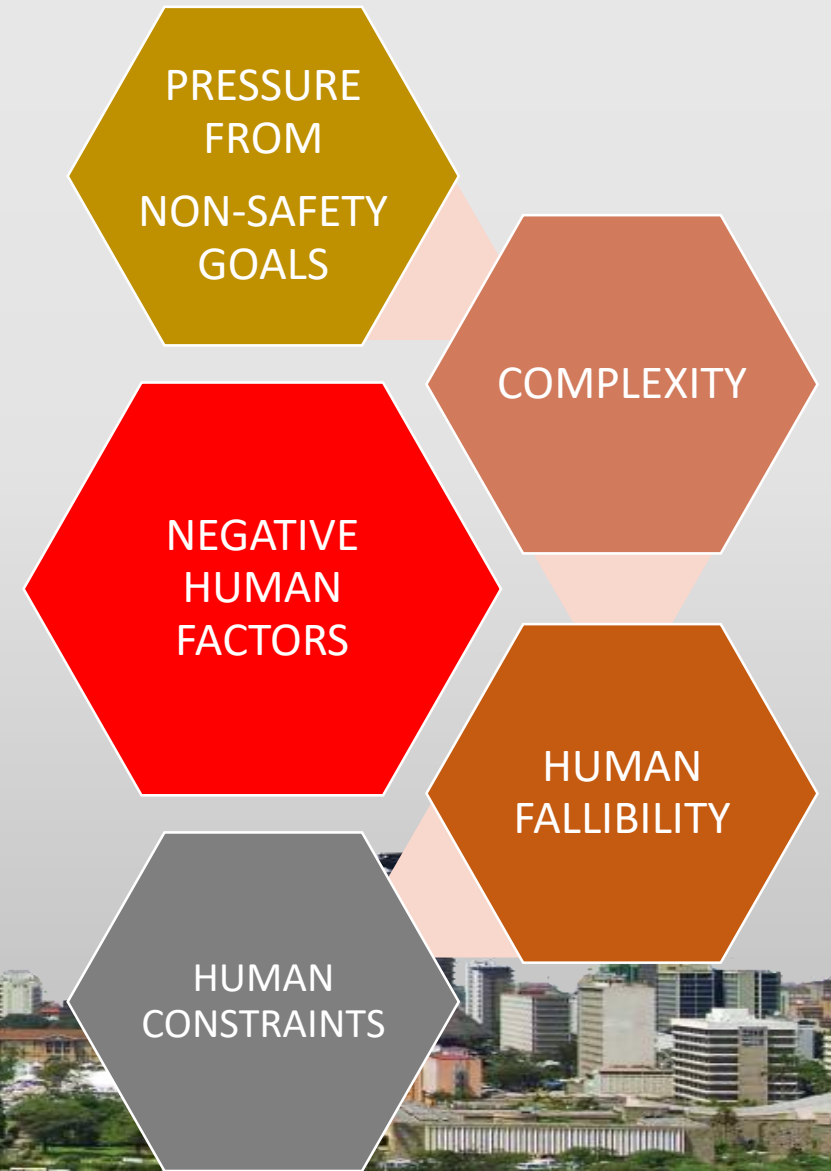 PRESSURE
FROM
NON-SAFETY
GOALS
COMPLEXITY
NEGATIVE
HUMAN
FACTORS
HUMAN
FALLIBILITY
HUMAN
CONSTRAINTS